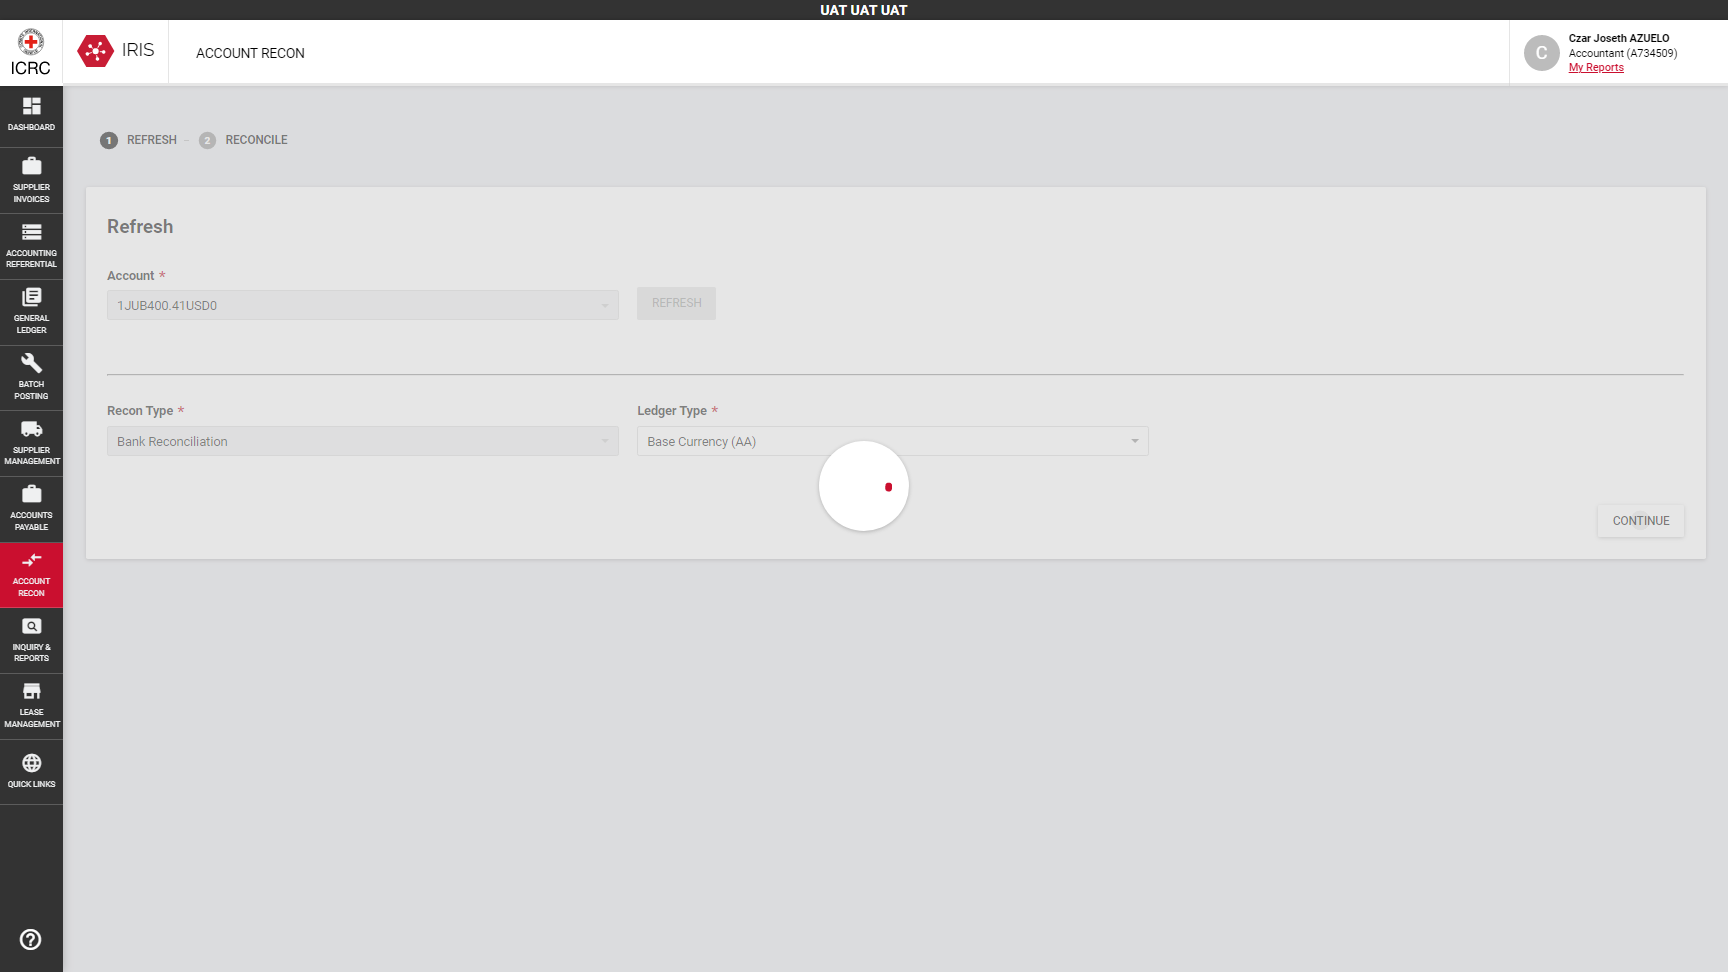 UAT UAT UAT
ICRC
IRIS
ACCOUNT RECON
C
Czar Joseth AZUELO
Accountant (A734509)
My Reports
DASHBOARD
SUPPLIER
INVOICES
ACCOUNTING
REFERENTIAL
GENERAL
LEDGER
BATCH
POSTING
SUPPLIER
MANAGEMENT
ACCOUNTS
PAYABLE
ACCOUNT
RECON
INQUIRY &
REPORTS
LEASE
MANAGEMENT
QUICK LINKS
1 REFRESH – 2 RECONCILE
Refresh
Account *
1JUB400.41USD0
REFRESH
Recon Type *
Ledger Type *
Bank Reconciliation
Base Currency (AA)
CONTINUE